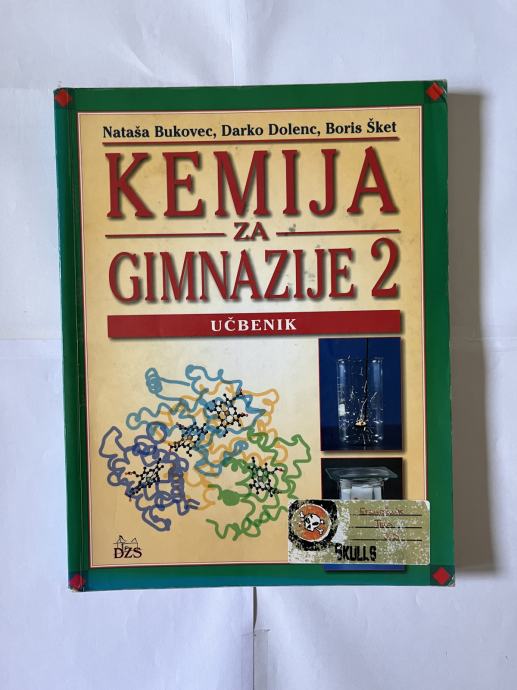 Nataša Bukovec, Darko Dolenc, Boris Šket
KEMIJA
ZA
GIMNAZIJE 2
UČBENIK
DZS
SKULLS